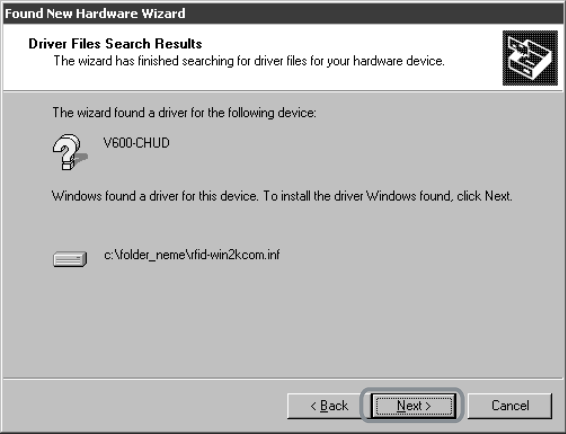 Found New Hardware Wizard
Driver Files Search Results
The wizard has finished searching for driver files for your hardware device.
The wizard found a driver for the following device:
V600-CHUD
Windows found a driver for this device. To install the driver Windows found, click Next.
c:\folder_neme\rfid-win2kcom.inf
< Back
Next >
Cancel